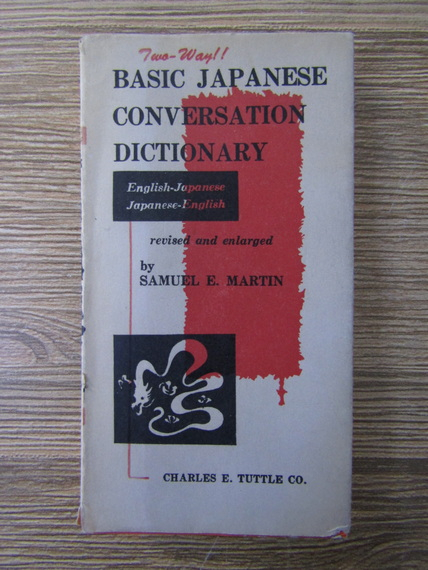 Two-Way!!
BASIC JAPANESE
CONVERSATION
DICTIONARY
English-Japanese
Japanese-English
revised and enlarged
by
SAMUEL E. MARTIN
CHARLES E. TUTTLE CO.